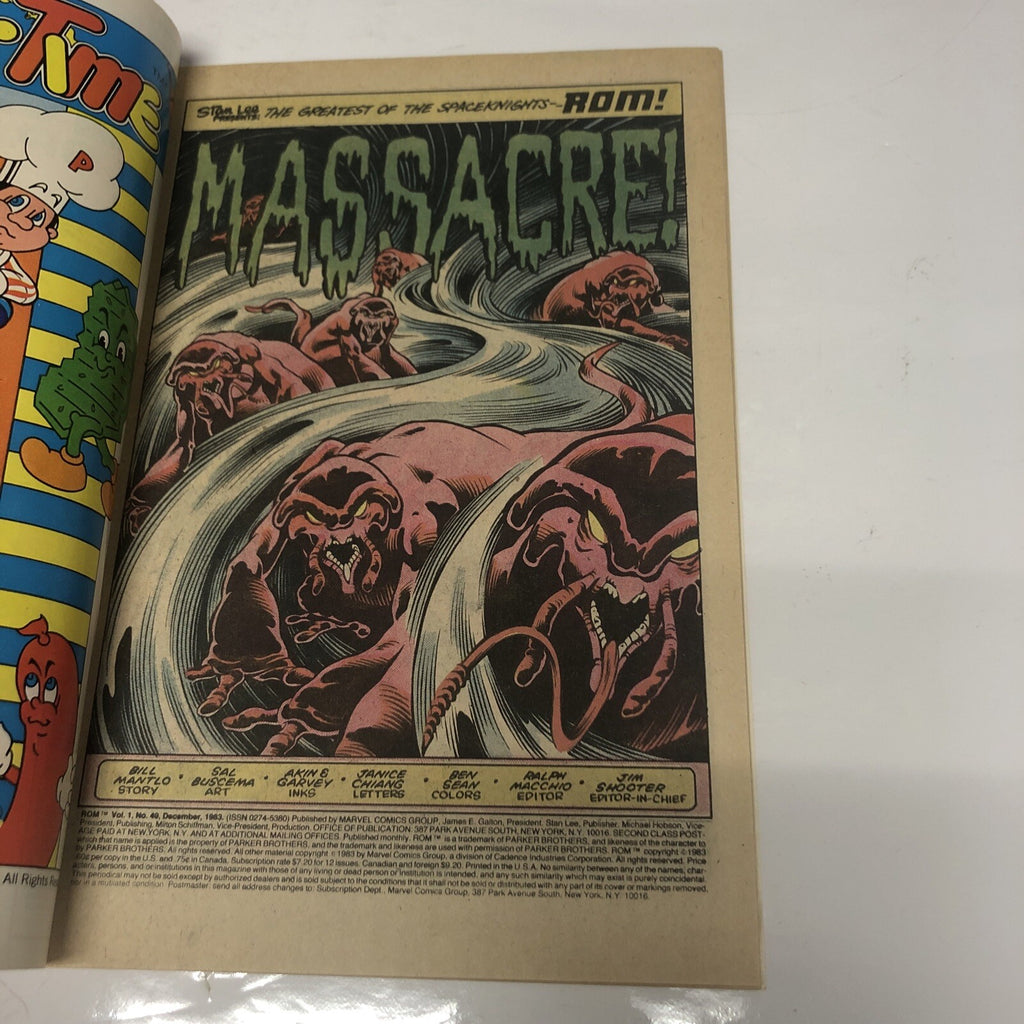 TIME
P
All Rights
STAN LEE PRESENTS! THE GREATEST OF THE SPACEKNIGHTS--ROM!
MASSACRE!
BILL MANTLO STORY • SAL BUSCEMA ART • AKIN & GARVEY INKS • JANICE CHIANG LETTERS • BEN SEAN COLORS • RALPH MACCHIO EDITOR • JIM SHOOTER EDITOR-IN-CHIEF
ROM™ Vol. 1, No. 49, December, 1983. (ISSN 0274-5380) Published by MARVEL COMICS GROUP, James E. Galton, President. Stan Lee, Publisher, Michael Hobson, Vice-
President, Publishing, Milton Schiffman, Vice-President, Production. OFFICE OF PUBLICATION: 387 PARK AVENUE SOUTH, NEW YORK, N.Y. 10016. SECOND CLASS POST-
AGE PAID AT NEW YORK, N.Y. AND AT ADDITIONAL MAILING OFFICES. Published monthly. ROM™ is a trademark of PARKER BROTHERS, and the likeness of the character to
which that name is applied is the property of PARKER BROTHERS, and the trademark and likeness are used with permission of PARKER BROTHERS. ROM™ copyright © 1983
by PARKER BROTHERS. All rights reserved. All other material copyright © 1983 by Marvel Comics Group, a division of Cadence Industries Corporation. All rights reserved. Price
60¢ per copy in the U.S. and .75¢ in Canada. Subscription rate $7.20 for 12 issues. Canadian and foreign $9.20. Printed in the U.S.A. No similarity between any of the names, char-
acters, persons, and/or institutions in this magazine with those of any living or dead person or institution is intended, and any such similarity which may exist is purely coincidental.
This periodical may not be sold except by authorized dealers and is sold subject to the conditions that it shall not be sold or distributed with any part of its cover or markings removed,
nor in a mutilated condition. Postmaster: send all address changes to: Subscription Dept., Marvel Comics Group, 387 Park Avenue South, New York, N.Y. 10016.